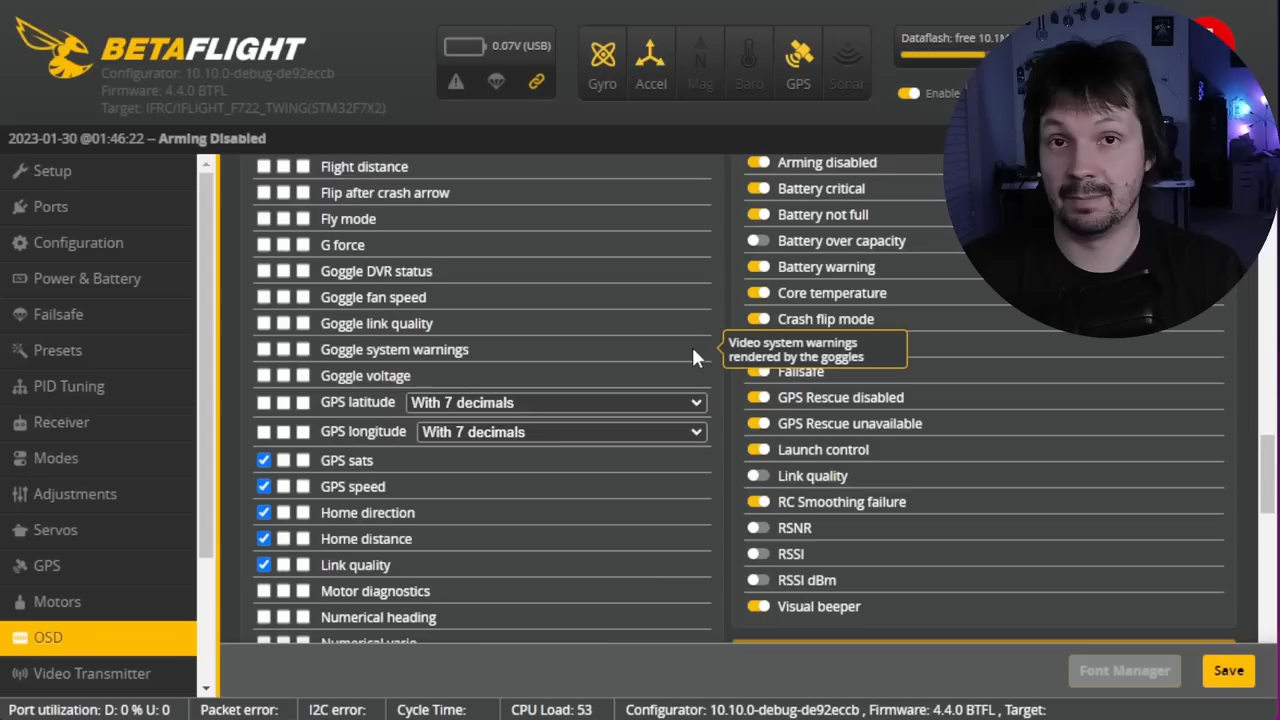 BETAFLIGHT
Configurator: 10.10.0-debug-de92eccb
Firmware: 4.4.0 BTFL
Target: IFRC/IFLIGHT_F722_TWING(STM32F7X2)
0.07V (USB)
Gyro
Accel
Mag
Baro
GPS
Sonar
Dataflash: free 10.1M
Enable
2023-01-30 @01:46:22 -- Arming Disabled
Setup
Ports
Configuration
Power & Battery
Failsafe
Presets
PID Tuning
Receiver
Modes
Adjustments
Servos
GPS
Motors
OSD
Video Transmitter
Flight distance
Flip after crash arrow
Fly mode
G force
Goggle DVR status
Goggle fan speed
Goggle link quality
Goggle system warnings
Goggle voltage
GPS latitude With 7 decimals
GPS longitude With 7 decimals
GPS sats
GPS speed
Home direction
Home distance
Link quality
Motor diagnostics
Numerical heading
Numerical vario
Arming disabled
Battery critical
Battery not full
Battery over capacity
Battery warning
Core temperature
Crash flip mode
Video system warnings
rendered by the goggles
Failsafe
GPS Rescue disabled
GPS Rescue unavailable
Launch control
Link quality
RC Smoothing failure
RSNR
RSSI
RSSI dBm
Visual beeper
Font Manager
Save
Port utilization: D: 0 % U: 0
Packet error:
I2C error:
Cycle Time:
CPU Load: 53
Configurator: 10.10.0-debug-de92eccb , Firmware: 4.4.0 BTFL , Target: